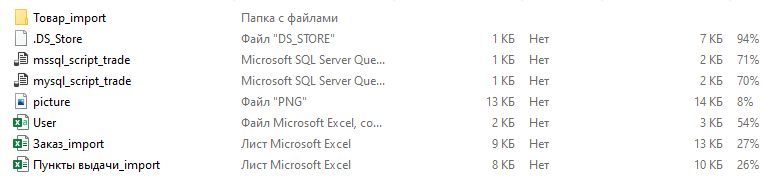 Товар_import Папка с файлами
.DS_Store Файл "DS_STORE" 1 КБ Нет 7 КБ 94%
mssql_script_trade Microsoft SQL Server Que... 1 КБ Нет 2 КБ 71%
mysql_script_trade Microsoft SQL Server Que... 1 КБ Нет 2 КБ 70%
picture Файл "PNG" 13 КБ Нет 14 КБ 8%
User Файл Microsoft Excel, со... 2 КБ Нет 3 КБ 54%
Заказ_import Лист Microsoft Excel 9 КБ Нет 13 КБ 27%
Пункты выдачи_import Лист Microsoft Excel 8 КБ Нет 10 КБ 26%